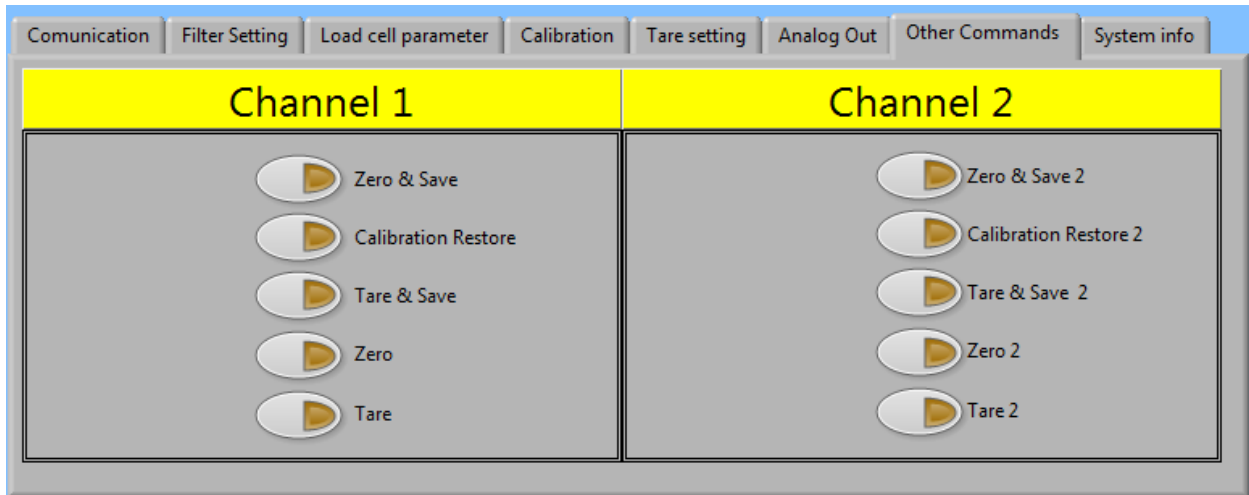 Comunication Filter Setting Load cell parameter Calibration Tare setting Analog Out Other Commands System info
Channel 1
Zero & Save
Calibration Restore
Tare & Save
Zero
Tare
Channel 2
Zero & Save 2
Calibration Restore 2
Tare & Save 2
Zero 2
Tare 2